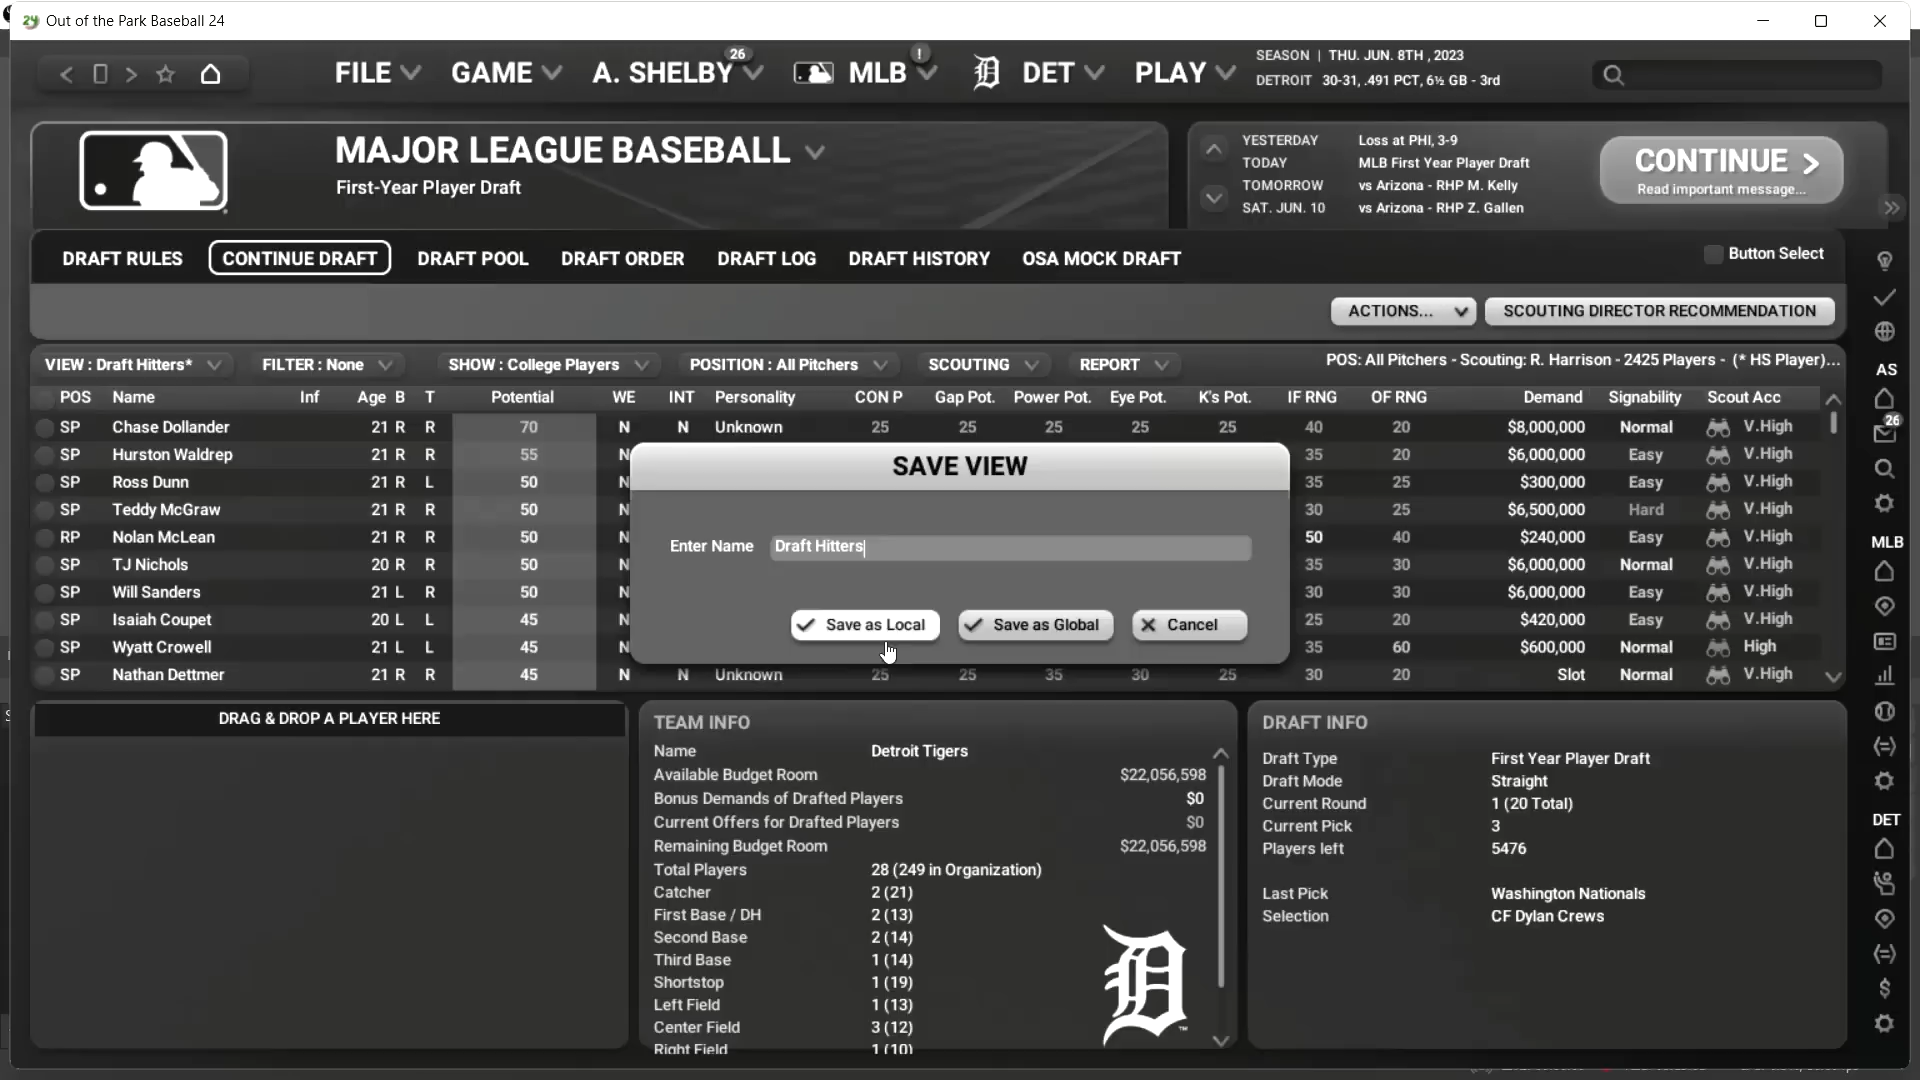 Out of the Park Baseball 24
FILE GAME A. SHELBY 26 MLB ! DET PLAY
SEASON | THU. JUN. 8TH , 2023
DETROIT 30-31, .491 PCT, 6½ GB - 3rd
MAJOR LEAGUE BASEBALL
First-Year Player Draft
YESTERDAY Loss at PHI, 3-9
TODAY MLB First Year Player Draft
TOMORROW vs Arizona - RHP M. Kelly
SAT. JUN. 10 vs Arizona - RHP Z. Gallen
CONTINUE
Read important message...
DRAFT RULES CONTINUE DRAFT DRAFT POOL DRAFT ORDER DRAFT LOG DRAFT HISTORY OSA MOCK DRAFT
Button Select
ACTIONS... SCOUTING DIRECTOR RECOMMENDATION
VIEW : Draft Hitters* FILTER : None SHOW : College Players POSITION : All Pitchers SCOUTING REPORT POS: All Pitchers - Scouting: R. Harrison - 2425 Players - (* HS Player)...
POS Name Inf Age B T Potential WE INT Personality CON P Gap Pot. Power Pot. Eye Pot. K's Pot. IF RNG OF RNG Demand Signability Scout Acc
SP Chase Dollander 21 R R 70 N N Unknown 25 25 25 25 25 40 20 $8,000,000 Normal V.High
SP Hurston Waldrep 21 R R 55 N 35 20 $6,000,000 Easy V.High
SP Ross Dunn 21 R L 50 N 35 25 $300,000 Easy V.High
SP Teddy McGraw 21 R R 50 N 30 25 $6,500,000 Hard V.High
RP Nolan McLean 21 R R 50 N 50 40 $240,000 Easy V.High
SP TJ Nichols 20 R R 50 N 35 30 $6,000,000 Normal V.High
SP Will Sanders 21 L R 50 N 30 30 $6,000,000 Easy V.High
SP Isaiah Coupet 20 L L 45 N 25 20 $420,000 Easy V.High
SP Wyatt Crowell 21 L L 45 N 35 60 $600,000 Normal High
SP Nathan Dettmer 21 R R 45 N N Unknown 25 25 35 30 25 30 20 Slot Normal V.High
SAVE VIEW
Enter Name Draft Hitters
Save as Local Save as Global Cancel
DRAG & DROP A PLAYER HERE
TEAM INFO
Name Detroit Tigers
Available Budget Room $22,056,598
Bonus Demands of Drafted Players $0
Current Offers for Drafted Players $0
Remaining Budget Room $22,056,598
Total Players 28 (249 in Organization)
Catcher 2 (21)
First Base / DH 2 (13)
Second Base 2 (14)
Third Base 1 (14)
Shortstop 1 (19)
Left Field 1 (13)
Center Field 3 (12)
Right Field 1 (10)
DRAFT INFO
Draft Type First Year Player Draft
Draft Mode Straight
Current Round 1 (20 Total)
Current Pick 3
Players left 5476
Last Pick Washington Nationals
Selection CF Dylan Crews
AS
26
MLB
DET